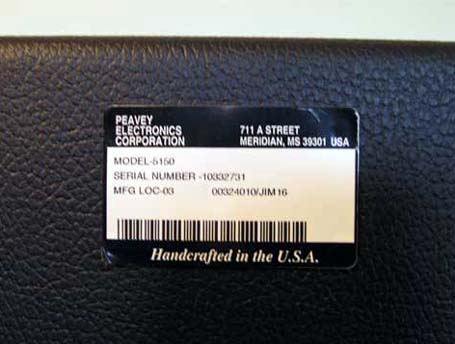 PEAVEY
ELECTRONICS
CORPORATION
711 A STREET
MERIDIAN, MS 39301 USA
MODEL-5150
SERIAL NUMBER -10332731
MFG LOC-03 00324010/JIM16
Handcrafted in the U.S.A.